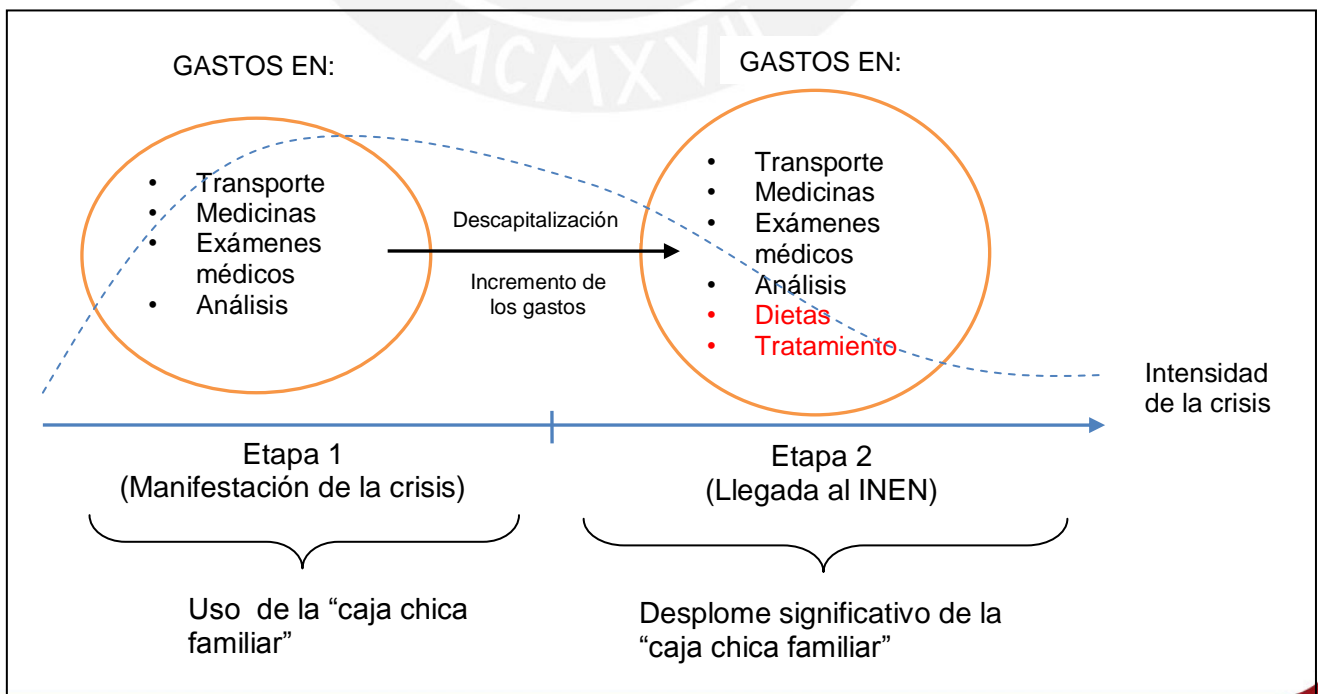 MCMXVII
GASTOS EN:
• Transporte
• Medicinas
• Exámenes
médicos
• Análisis
Descapitalización
Incremento de
los gastos
GASTOS EN:
• Transporte
• Medicinas
• Exámenes
médicos
• Análisis
• Dietas
• Tratamiento
Intensidad
de la crisis
Etapa 1
(Manifestación de la crisis)
Etapa 2
(Llegada al INEN)
Uso de la “caja chica
familiar”
Desplome significativo de la
“caja chica familiar”